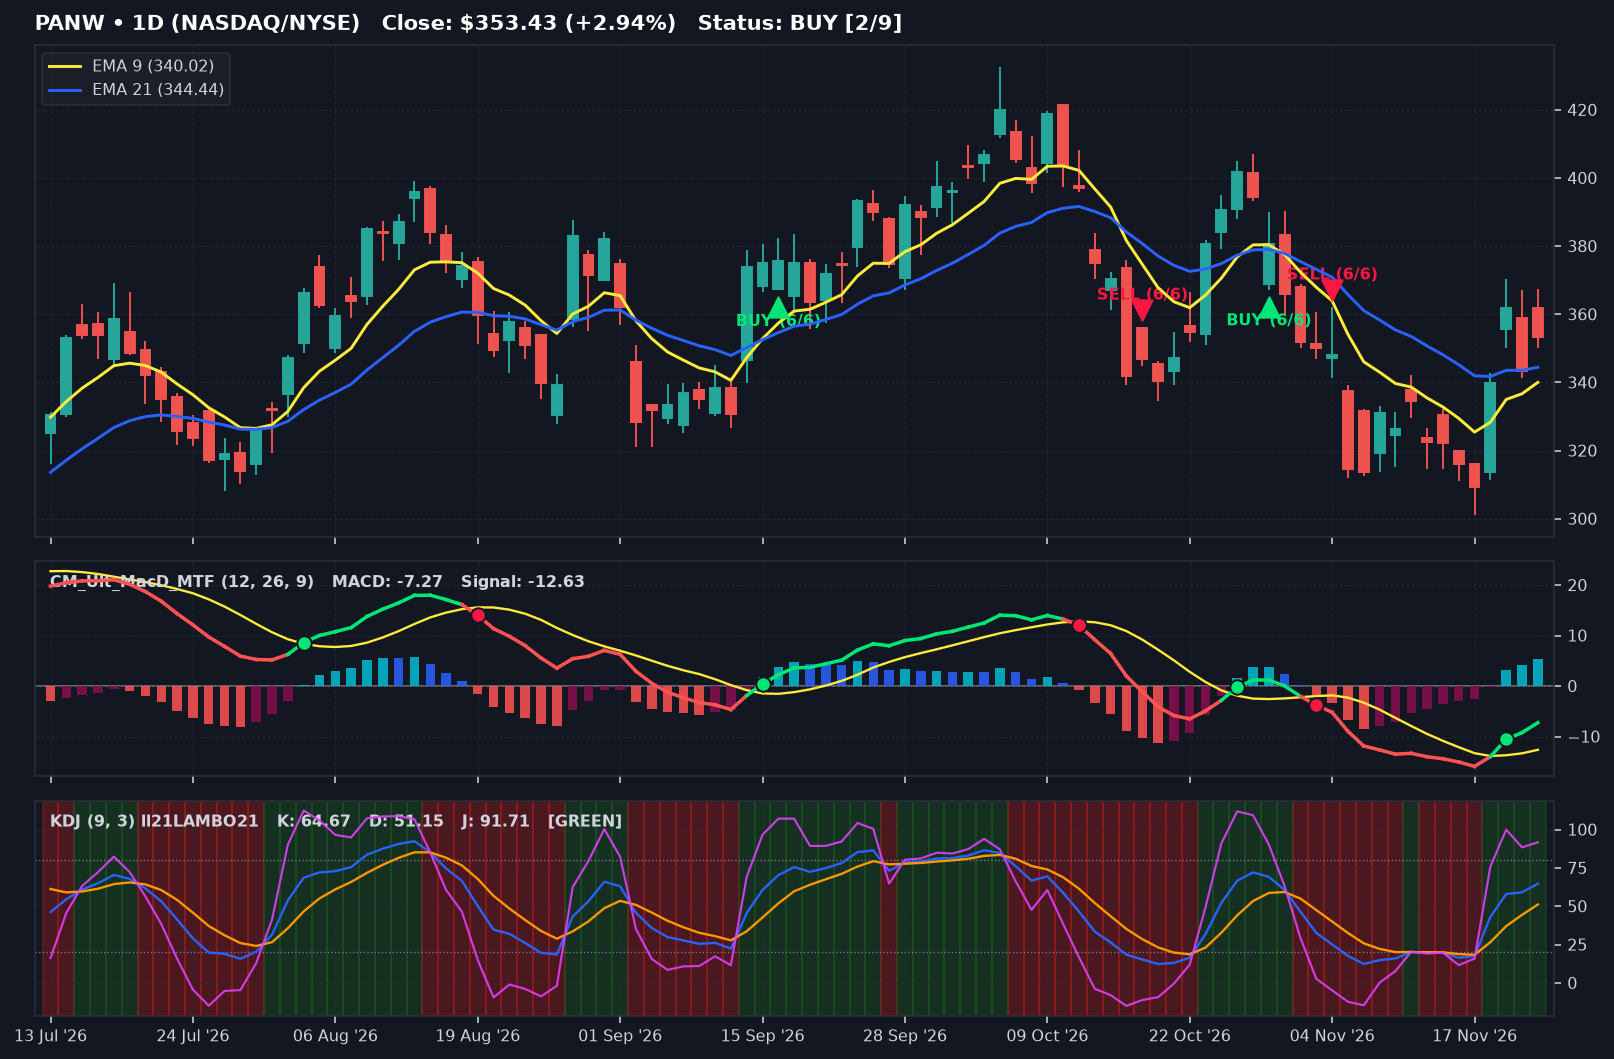 PANW • 1D (NASDAQ/NYSE)   Close: $353.43 (+2.94%)   Status: BUY [2/9]
EMA 9 (340.02)
EMA 21 (344.44)
420
400
380
360
340
320
300
SELL (6/6)
SELL (6/6)
BUY (6/6)
BUY (6/6)
CM_Ult_MacD_MTF (12, 26, 9)   MACD: -7.27   Signal: -12.63
20
10
0
−10
KDJ (9, 3) II21LAMBO21   K: 64.67   D: 51.15   J: 91.71   [GREEN]
100
75
50
25
0
13 Jul '26
24 Jul '26
06 Aug '26
19 Aug '26
01 Sep '26
15 Sep '26
28 Sep '26
09 Oct '26
22 Oct '26
04 Nov '26
17 Nov '26